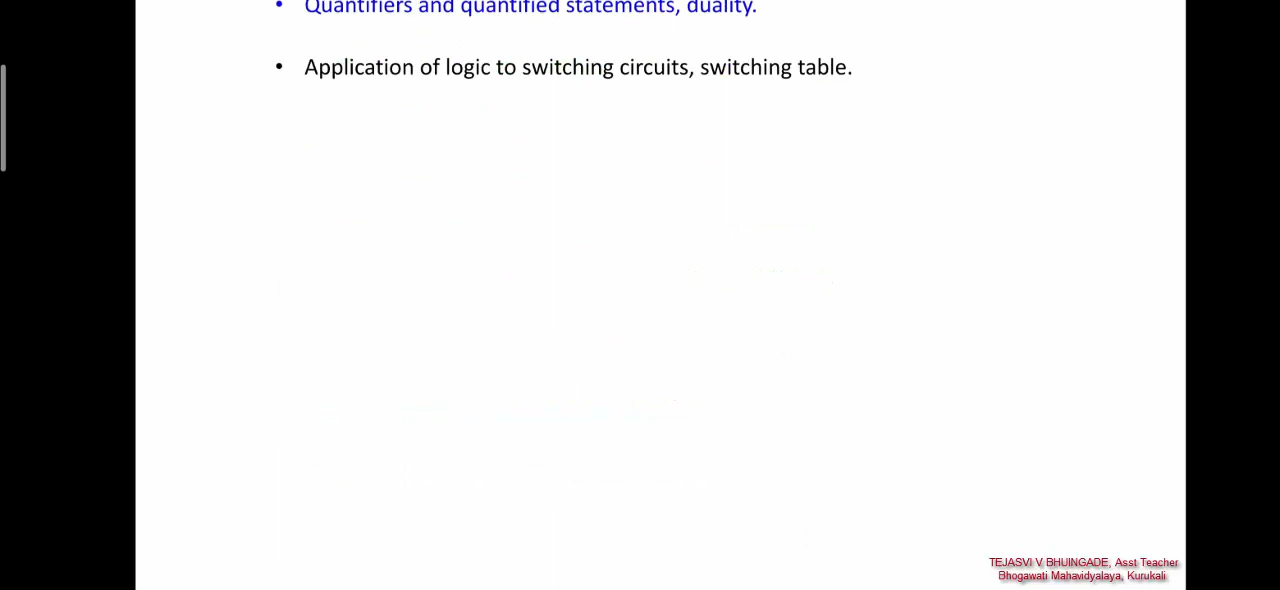 • Quantifiers and quantified statements, duality.
• Application of logic to switching circuits, switching table.
TEJASVI V BHUINGADE, Asst Teacher
Bhogawati Mahavidyalaya, Kurukali